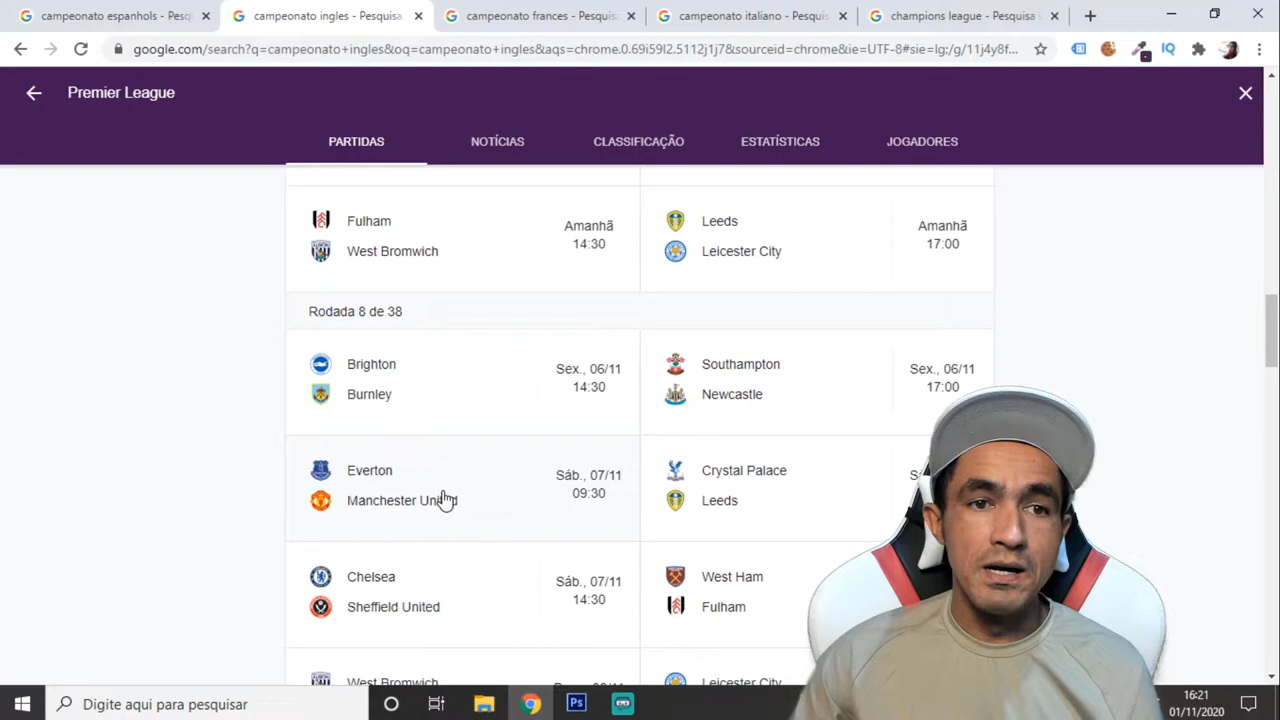 campeonato espanhols - Pesq
campeonato ingles - Pesquisa
campeonato frances - Pesquis
campeonato italiano - Pesquis
champions league - Pesquisa
google.com/search?q=campeonato+ingles&oq=campeonato+ingles&aqs=chrome.0.69i59l2.5112j1j7&sourceid=chrome&ie=UTF-8#sie=lg;/g/11j4y8f...
Premier League
PARTIDAS
NOTÍCIAS
CLASSIFICAÇÃO
ESTATÍSTICAS
JOGADORES
Fulham
West Bromwich
Amanhã
14:30
Leeds
Leicester City
Amanhã
17:00
Rodada 8 de 38
Brighton
Burnley
Sex., 06/11
14:30
Southampton
Newcastle
Sex., 06/11
17:00
Everton
Manchester United
Sáb., 07/11
09:30
Crystal Palace
Leeds
Chelsea
Sheffield United
Sáb., 07/11
14:30
West Ham
Fulham
West Bromwich
Leicester City
Digite aqui para pesquisar
16:21
01/11/2020